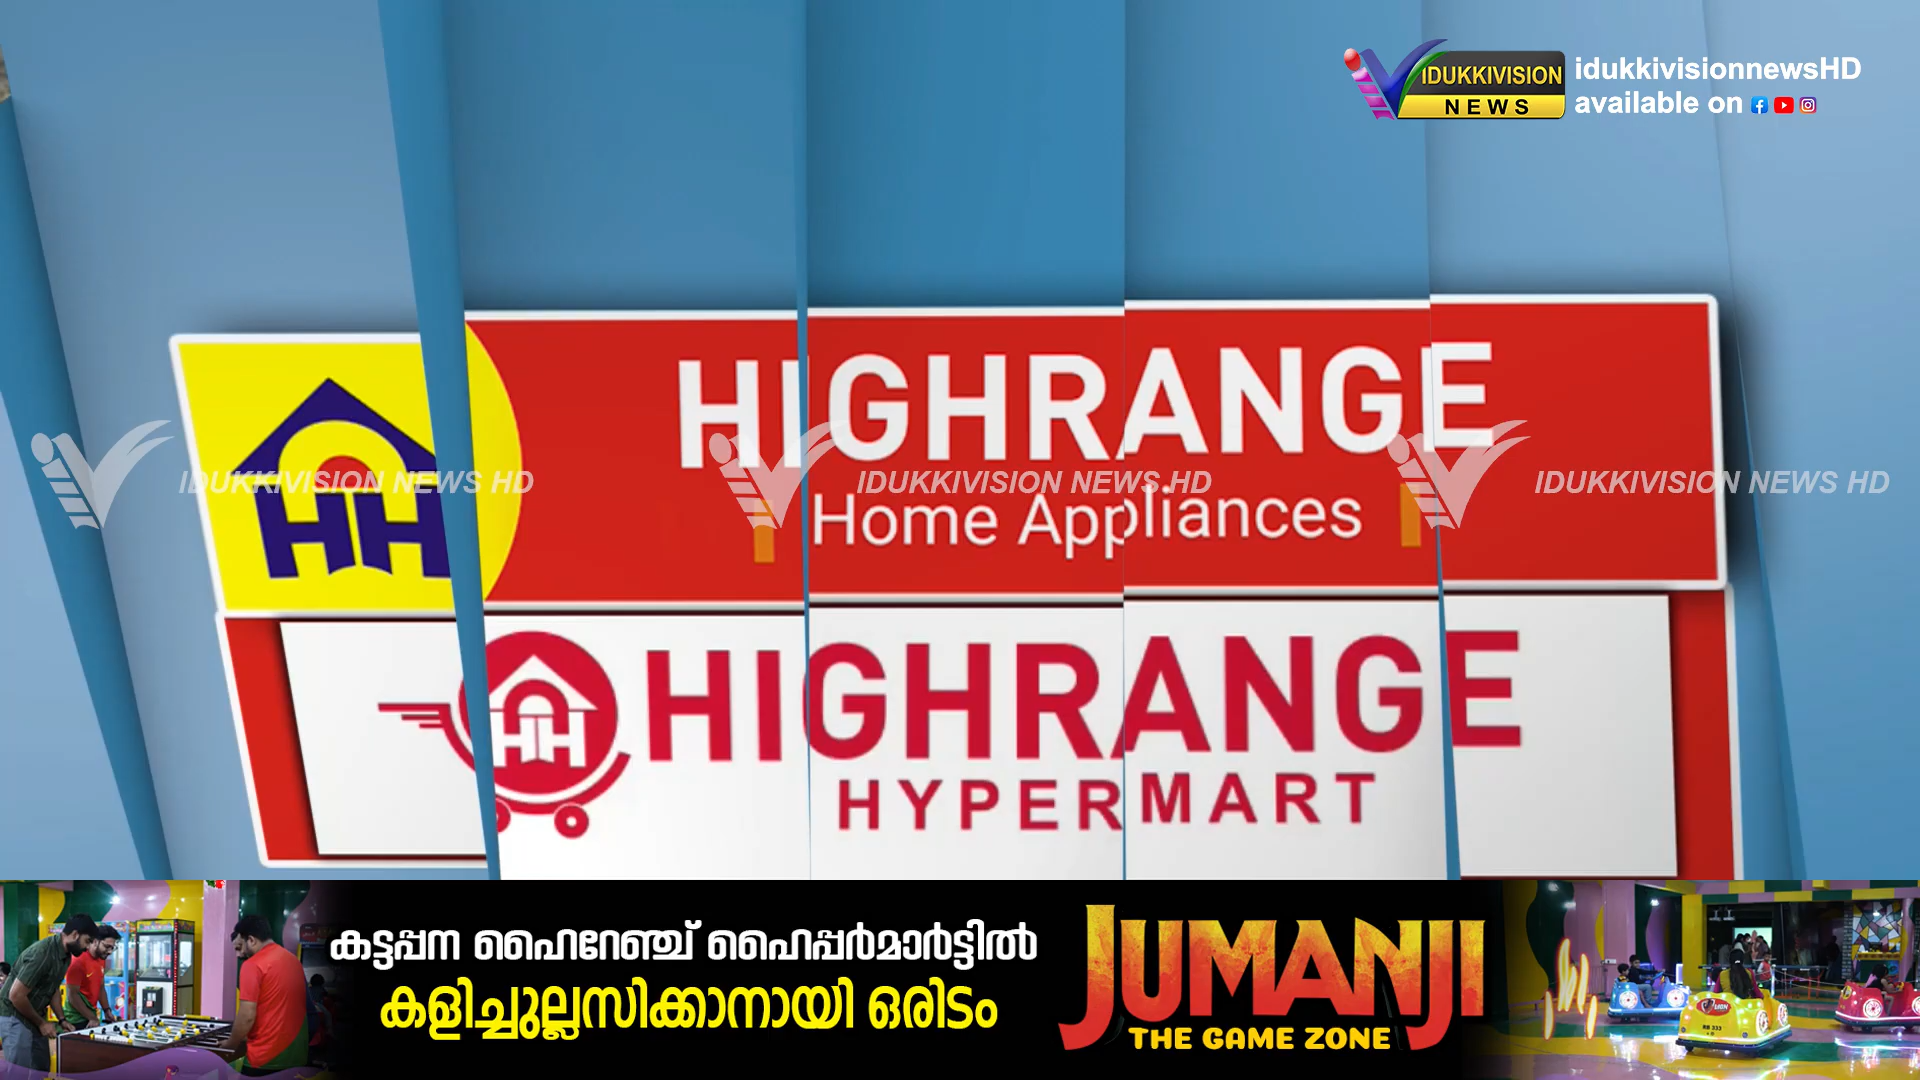 IDUKKIVISION
NEWS
idukkivisionnewsHD
available on
HIGHRANGE
Home Appliances
HH
IDUKKIVISION NEWS HD
IDUKKIVISION NEWS HD
IDUKKIVISION NEWS HD
HH
HIGHRANGE
HYPERMART
കട്ടപ്പന ഹൈറേഞ്ച് ഹൈപ്പർമാർട്ടിൽ
കളിച്ചുല്ലസിക്കാനായി ഒരിടം
JUMANJI
THE GAME ZONE